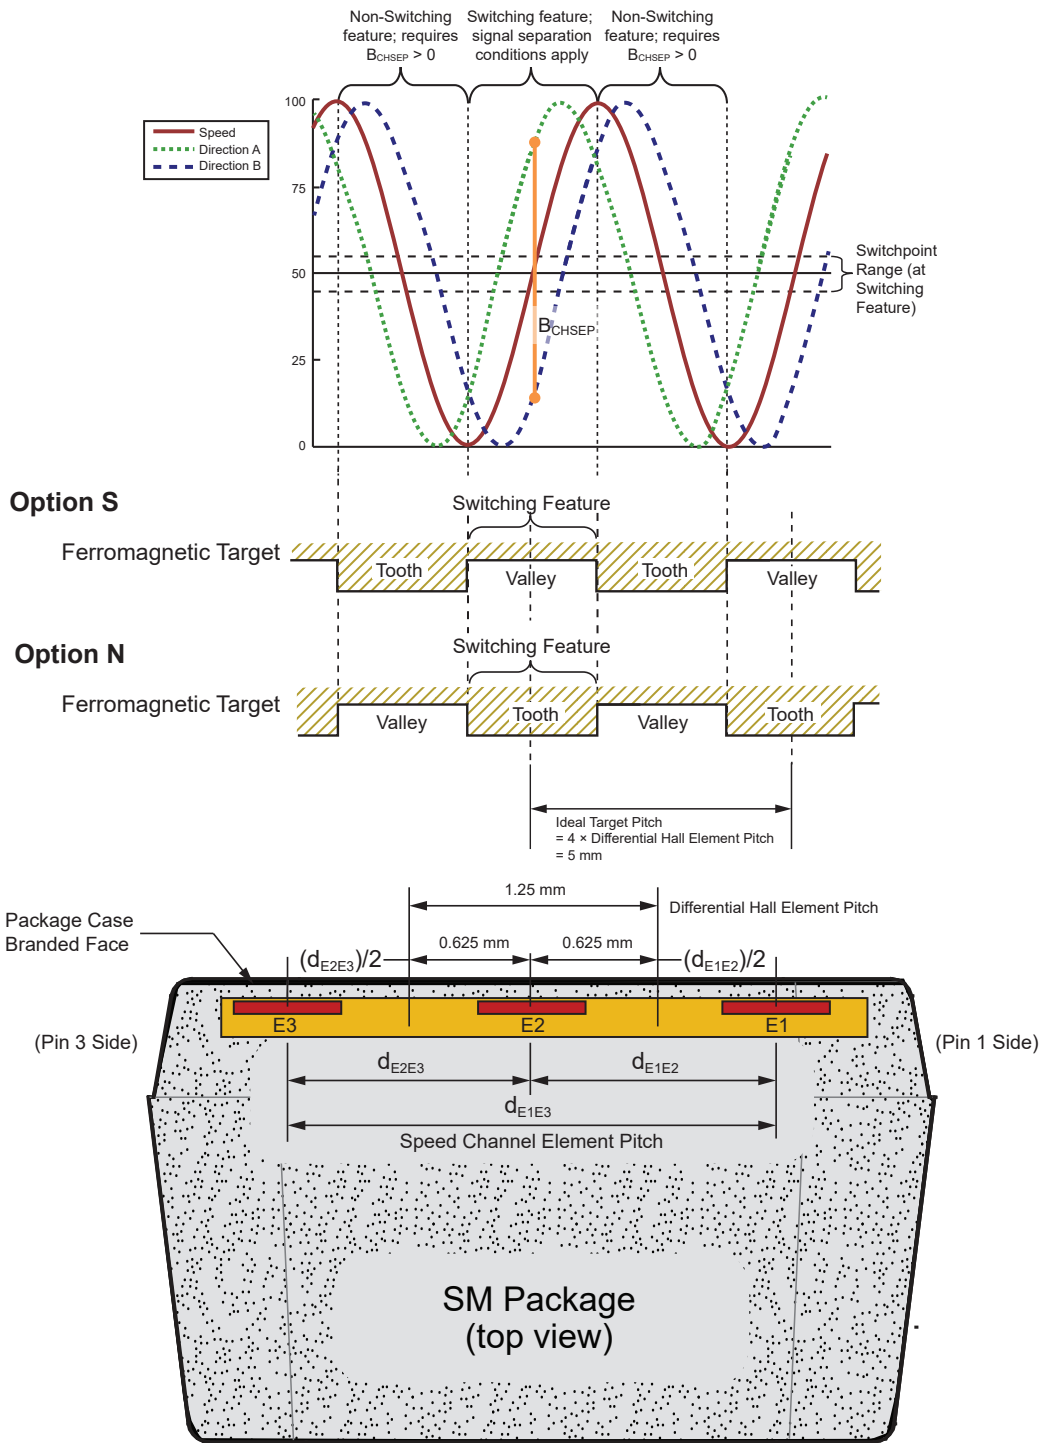 Non-Switching
feature; requires
BCHSEP > 0
Switching feature;
signal separation
conditions apply
Non-Switching
feature; requires
BCHSEP > 0
100
75
50
25
0
Speed
Direction A
Direction B
BCHSEP
Switchpoint
Range (at
Switching
Feature)
Option S
Switching Feature
Ferromagnetic Target
Tooth
Valley
Tooth
Valley
Option N
Switching Feature
Ferromagnetic Target
Valley
Tooth
Valley
Tooth
Ideal Target Pitch
= 4 × Differential Hall Element Pitch
= 5 mm
1.25 mm
Differential Hall Element Pitch
Package Case
Branded Face
0.625 mm
0.625 mm
(dE2E3)/2
(dE1E2)/2
E3
E2
E1
(Pin 3 Side)
(Pin 1 Side)
dE2E3
dE1E2
dE1E3
Speed Channel Element Pitch
SM Package
(top view)